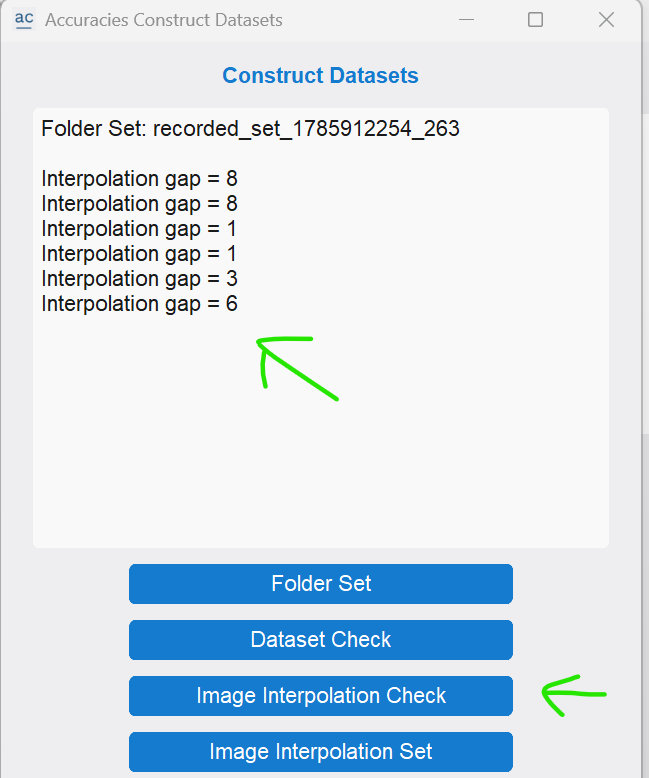 ac Accuracies Construct Datasets
Construct Datasets
Folder Set: recorded_set_1785912254_263
Interpolation gap = 8
Interpolation gap = 8
Interpolation gap = 1
Interpolation gap = 1
Interpolation gap = 3
Interpolation gap = 6
Folder Set
Dataset Check
Image Interpolation Check
Image Interpolation Set